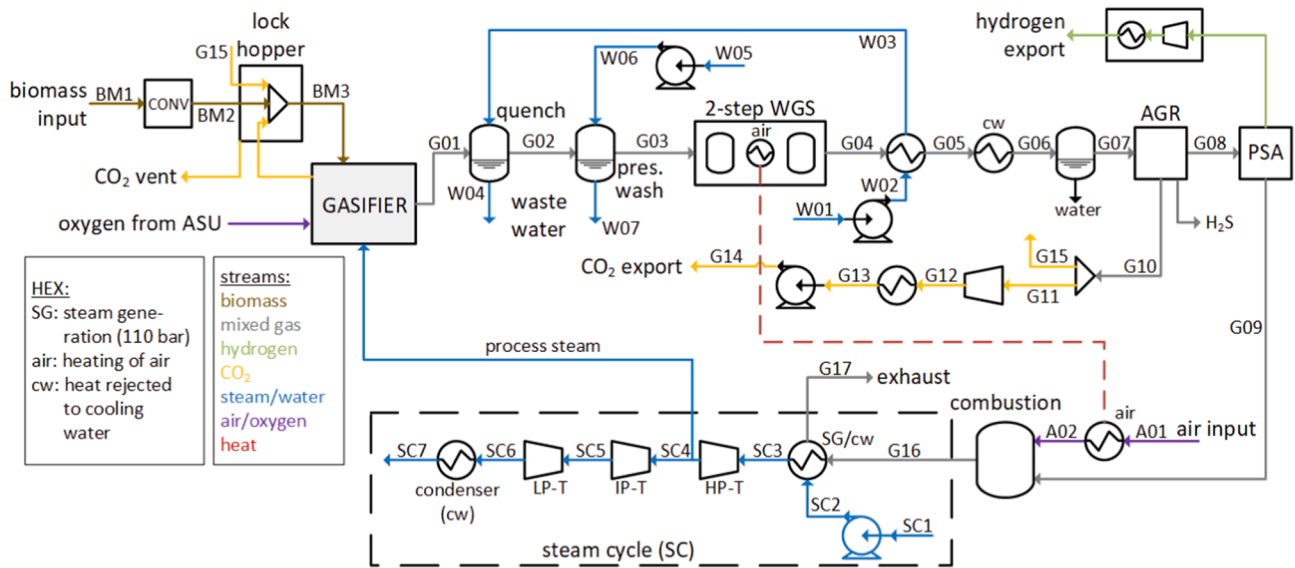 lock
hopper
G15
biomass
input
BM1
CONV
BM2
BM3
CO₂ vent
oxygen from ASU
GASIFIER
G01
quench
G02
W04
waste
water
W06
W05
pres.
wash
W07
G03
2-step WGS
air
G04
W03
W02
W01
G05
cw
G06
water
G07
AGR
H₂S
G08
PSA
hydrogen
export
G10
G15
G11
G12
G13
G14
CO₂ export
G09
HEX:
SG: steam gene-
ration (110 bar)
air: heating of air
cw: heat rejected
to cooling
water
streams:
biomass
mixed gas
hydrogen
CO₂
steam/water
air/oxygen
heat
process steam
G17
exhaust
combustion
air
A02
A01
air input
G16
SG/cw
SC3
SC4
SC5
SC6
SC7
HP-T
IP-T
LP-T
condenser
(cw)
SC2
SC1
steam cycle (SC)